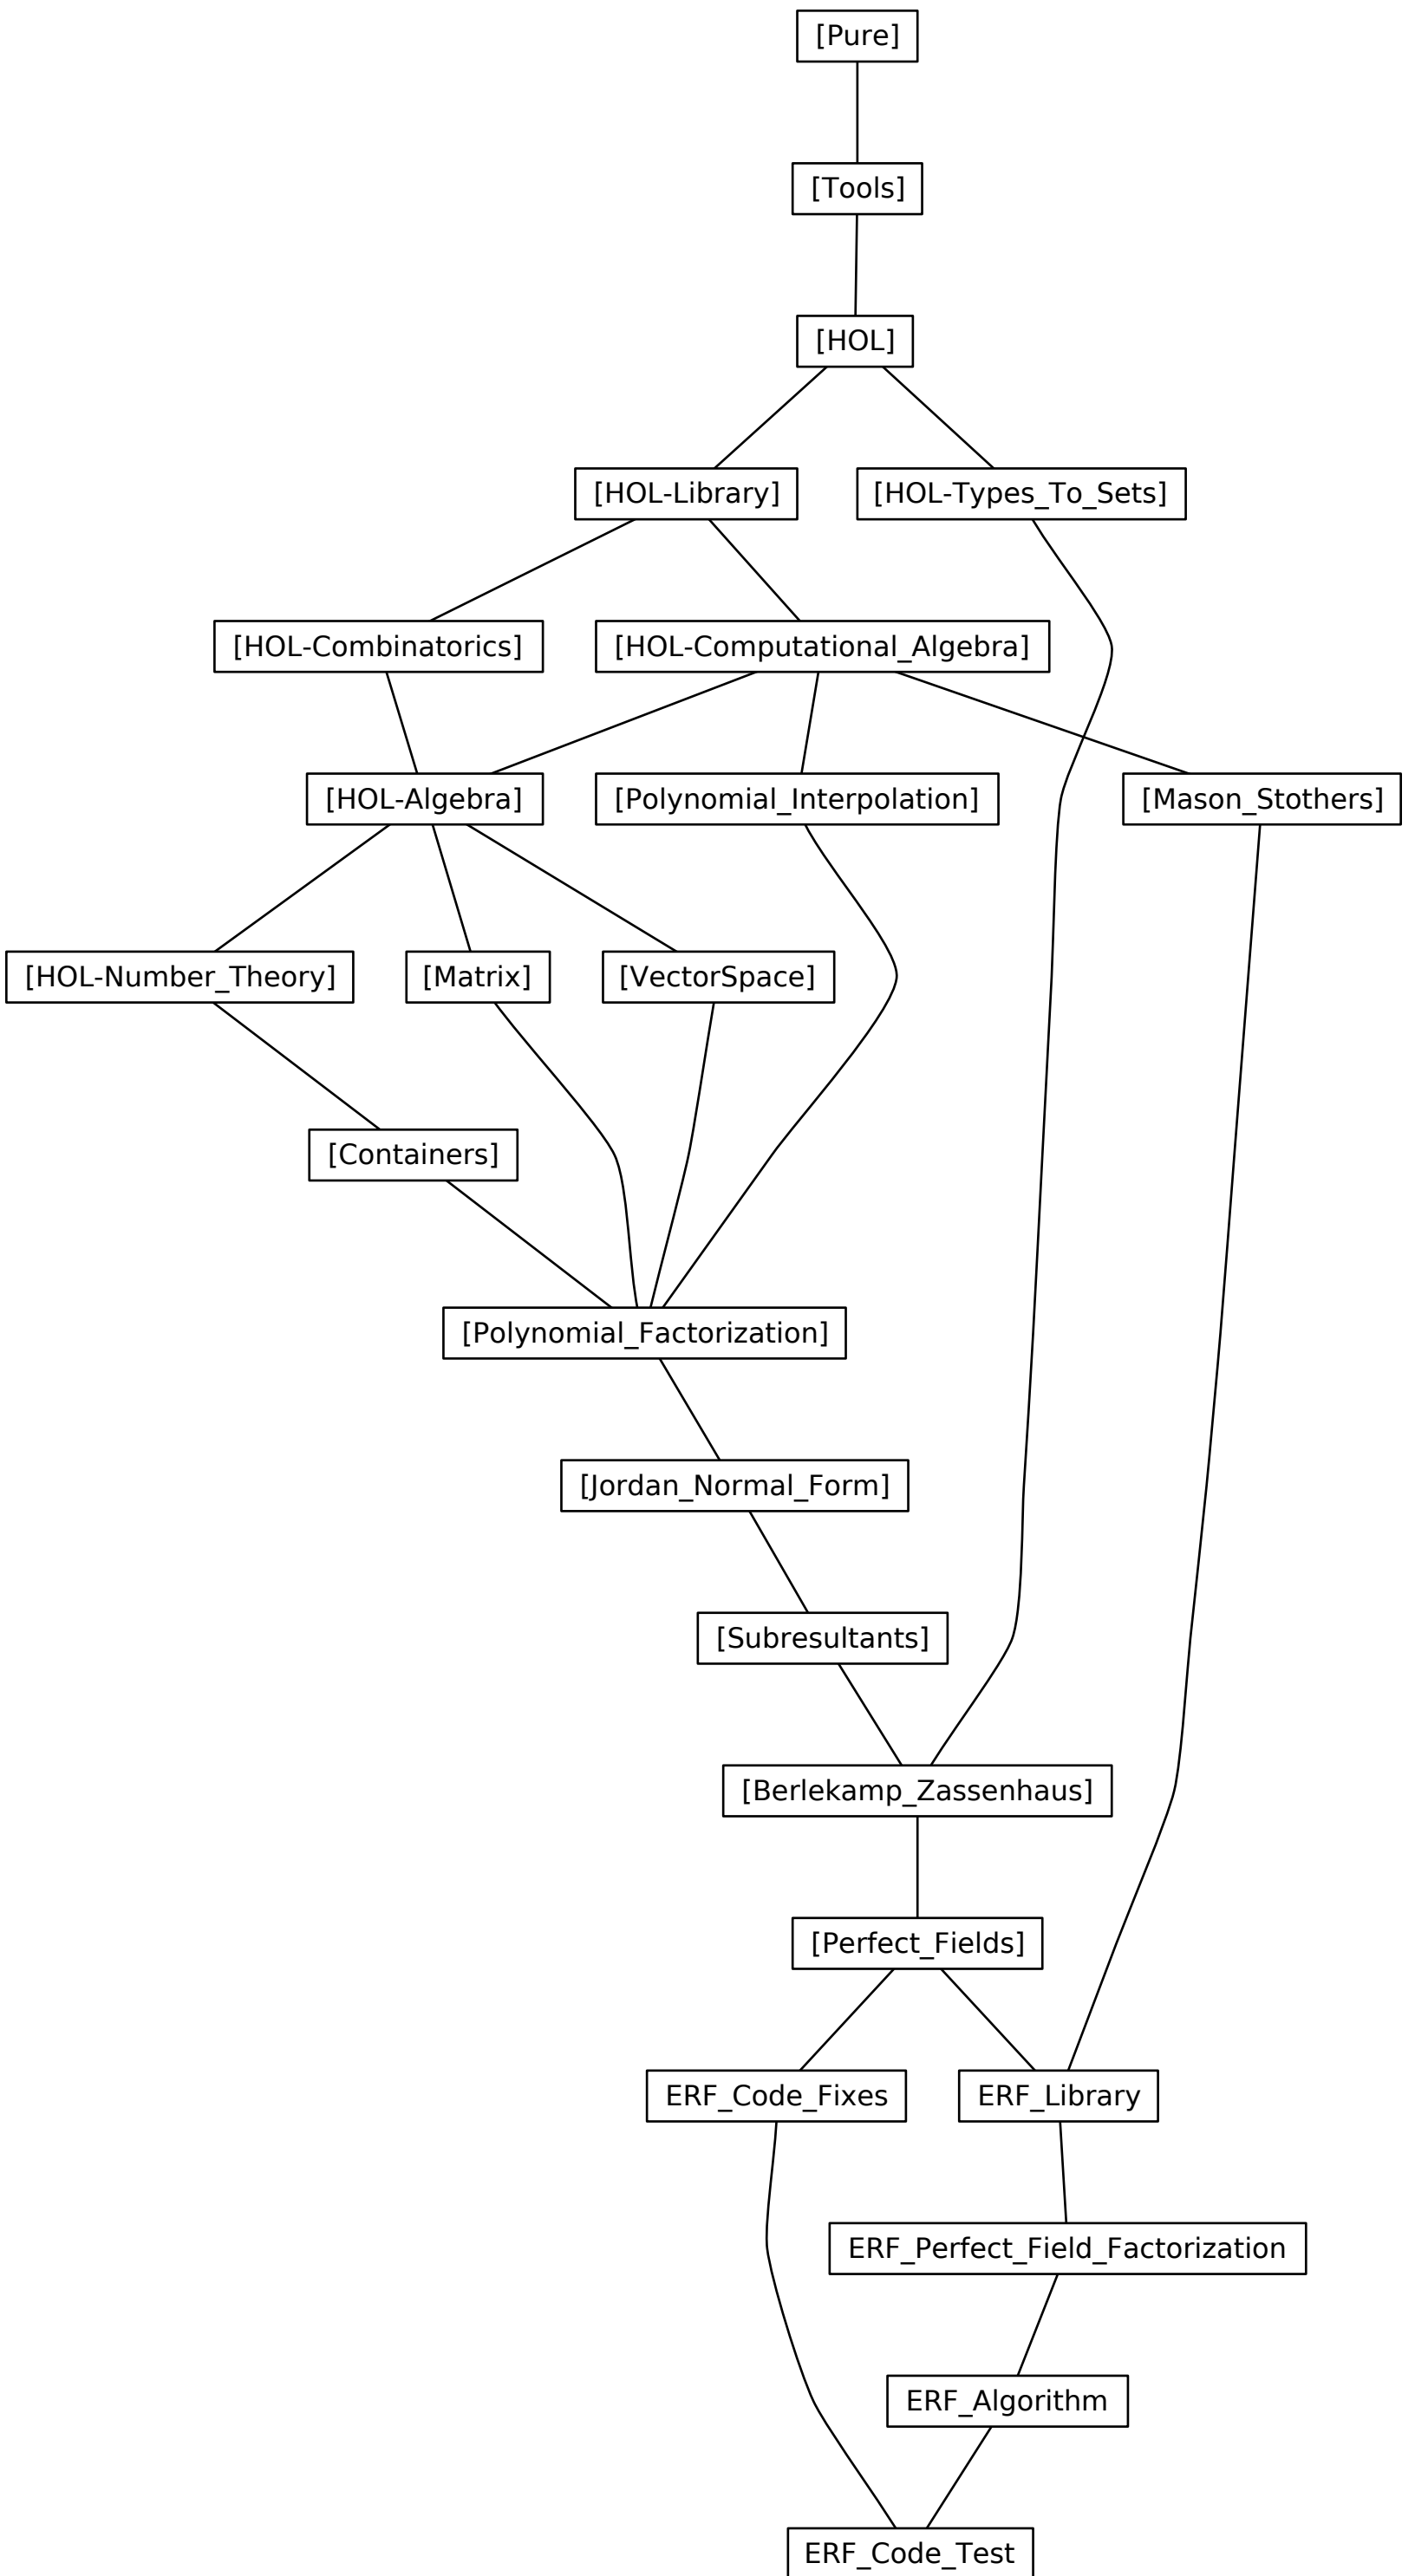 [Pure]
[Tools]
[HOL]
[HOL-Library]
[HOL-Types_To_Sets]
[HOL-Combinatorics]
[HOL-Computational_Algebra]
[HOL-Algebra]
[Polynomial_Interpolation]
[Mason_Stothers]
[HOL-Number_Theory]
[Matrix]
[VectorSpace]
[Containers]
[Polynomial_Factorization]
[Jordan_Normal_Form]
[Subresultants]
[Berlekamp_Zassenhaus]
[Perfect_Fields]
ERF_Code_Fixes
ERF_Library
ERF_Perfect_Field_Factorization
ERF_Algorithm
ERF_Code_Test